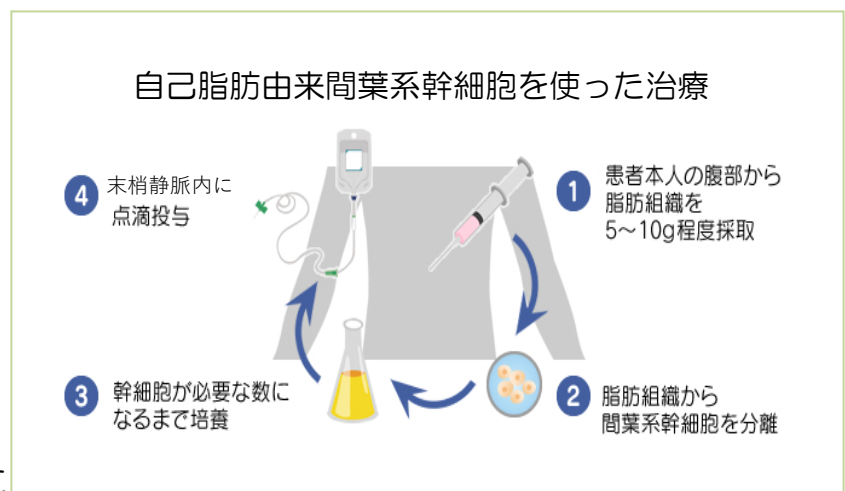 自己脂肪由来間葉系幹細胞を使った治療
1
患者本人の腹部から
脂肪組織を
5～10g程度採取
2
脂肪組織から
間葉系幹細胞を分離
3
幹細胞が必要な数に
なるまで培養
4
末梢静脈内に
点滴投与